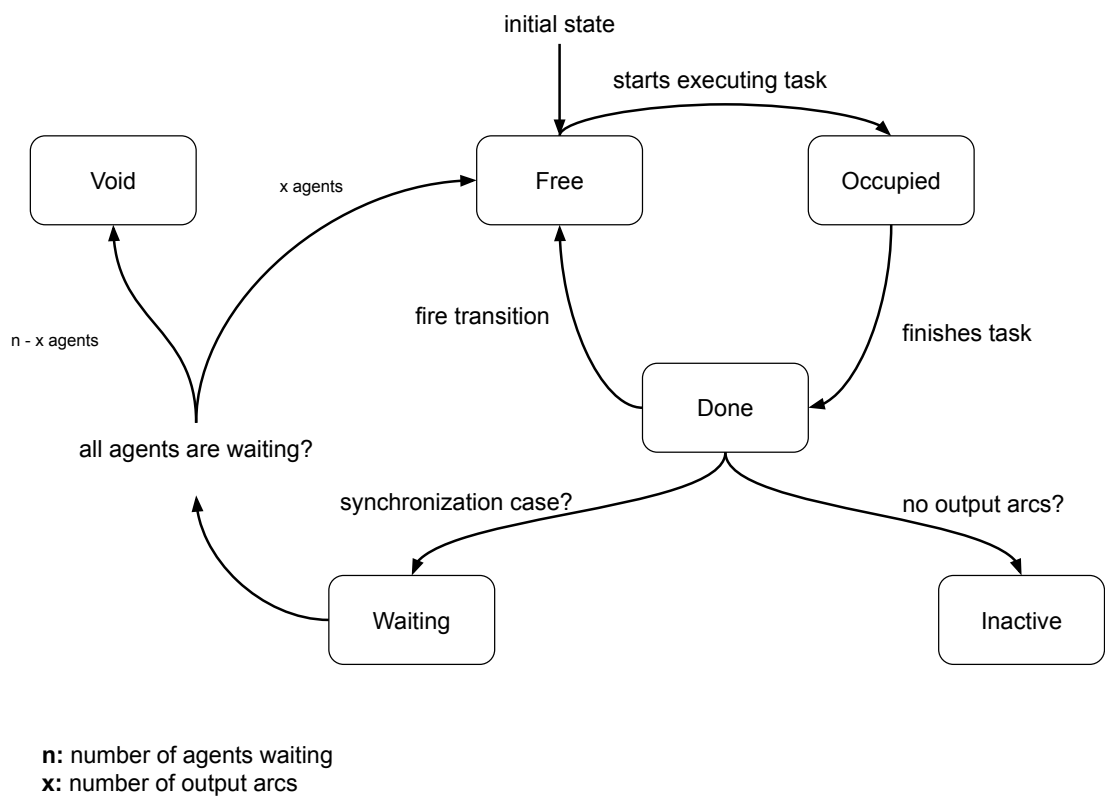 initial state
starts executing task
Void
x agents
Free
Occupied
fire transition
n - x agents
finishes task
Done
all agents are waiting?
synchronization case?
no output arcs?
Waiting
Inactive
n: number of agents waiting
x: number of output arcs